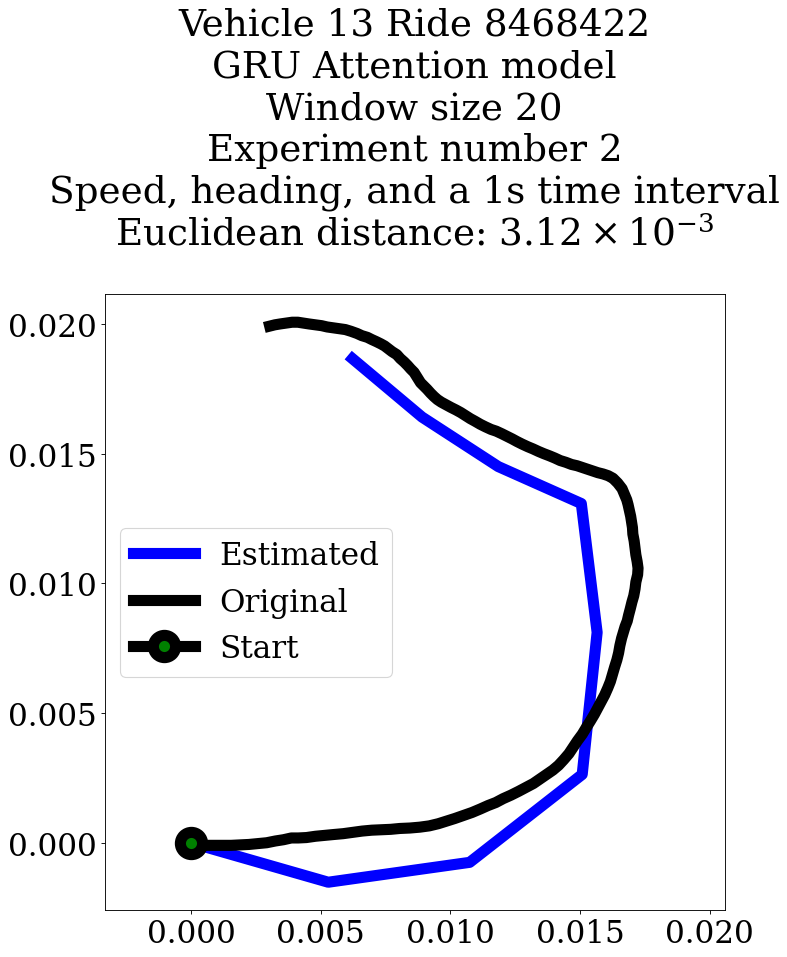 Vehicle 13 Ride 8468422
GRU Attention model
Window size 20
Experiment number 2
Speed, heading, and a 1s time interval
Euclidean distance: 3.12 × 10⁻³
0.020
0.015
0.010
0.005
0.000
Estimated
Original
Start
0.000 0.005 0.010 0.015 0.020